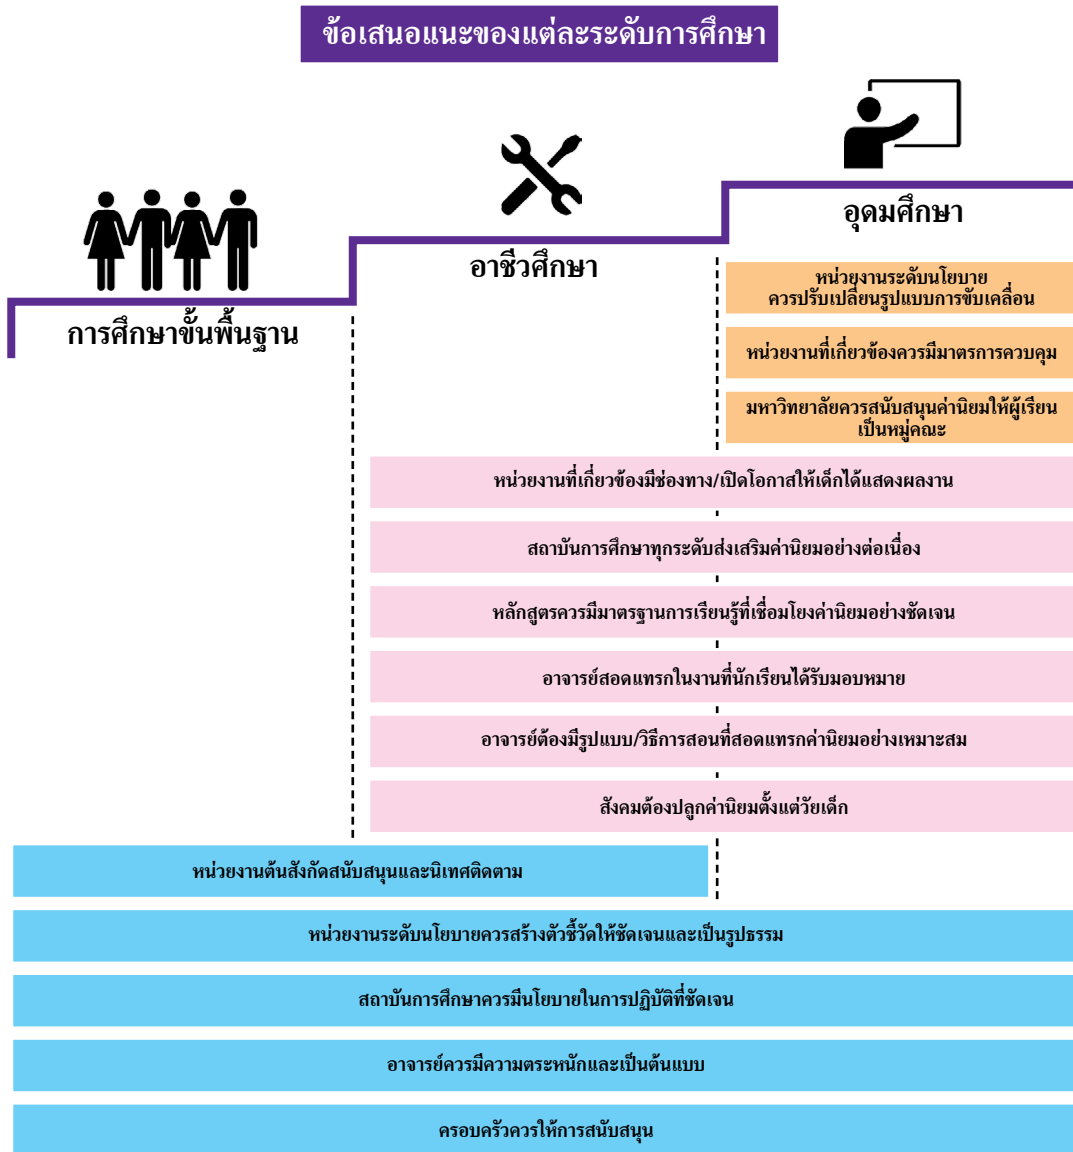 ข้อเสนอแนะของแต่ละระดับการศึกษา
อุดมศึกษา
อาชีวศึกษา
การศึกษาขั้นพื้นฐาน
หน่วยงานระดับนโยบาย
ควรปรับเปลี่ยนรูปแบบการขับเคลื่อน
หน่วยงานที่เกี่ยวข้องควรมีมาตรการควบคุม
มหาวิทยาลัยควรสนับสนุนค่านิยมให้ผู้เรียน
เป็นหมู่คณะ
หน่วยงานที่เกี่ยวข้องมีช่องทาง/เปิดโอกาสให้เด็กได้แสดงผลงาน
สถาบันการศึกษาทุกระดับส่งเสริมค่านิยมอย่างต่อเนื่อง
หลักสูตรควรมีมาตรฐานการเรียนรู้ที่เชื่อมโยงค่านิยมอย่างชัดเจน
อาจารย์สอดแทรกในงานที่นักเรียนได้รับมอบหมาย
อาจารย์ต้องมีรูปแบบ/วิธีการสอนที่สอดแทรกค่านิยมอย่างเหมาะสม
สังคมต้องปลูกค่านิยมตั้งแต่วัยเด็ก
หน่วยงานต้นสังกัดสนับสนุนและนิเทศติดตาม
หน่วยงานระดับนโยบายควรสร้างตัวชี้วัดให้ชัดเจนและเป็นรูปธรรม
สถาบันการศึกษาควรมีนโยบายในการปฏิบัติที่ชัดเจน
อาจารย์ควรมีความตระหนักและเป็นต้นแบบ
ครอบครัวควรให้การสนับสนุน